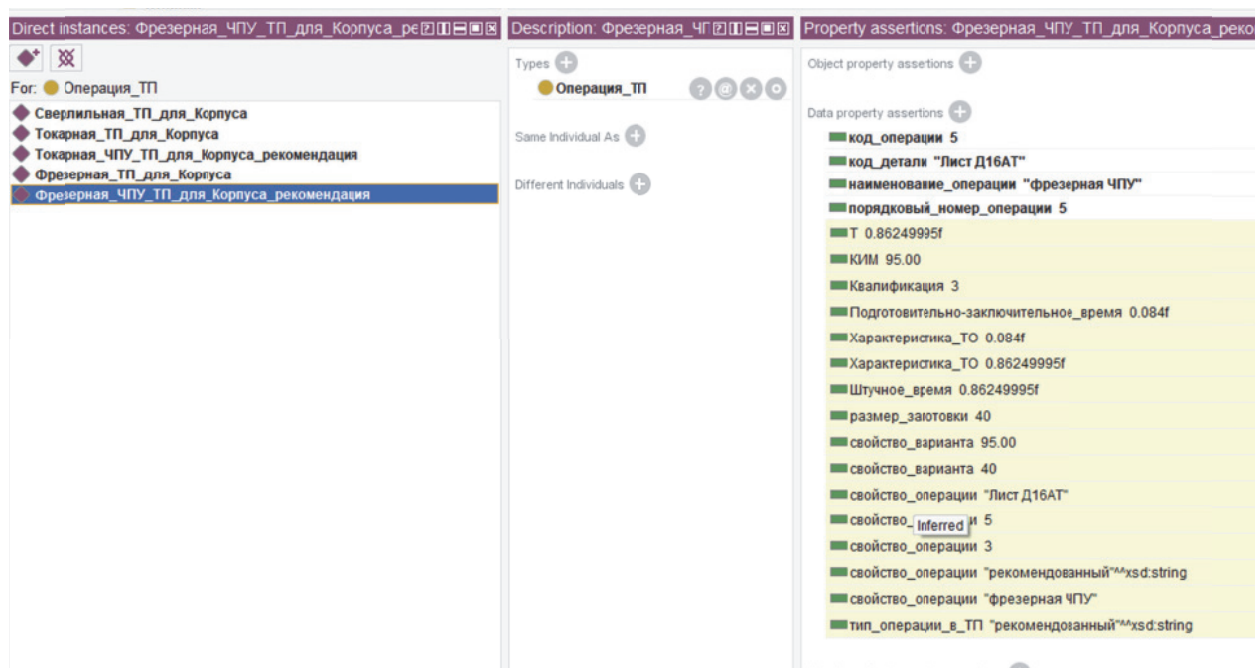 Direct instances: Фрезерная_ЧПУ_ТП_для_Корпуса_ре
For: Операция_ТП
Сверлильная_ТП_для_Корпуса
Токарная_ТП_для_Корпуса
Токарная_ЧПУ_ТП_для_Корпуса_рекомендация
Фрезерная_ТП_для_Корпуса
Фрезерная_ЧПУ_ТП_для_Корпуса_рекомендация
Description: Фрезерная_ЧП
Types
Операция_ТП
Same Individual As
Different Individuals
Property assertions: Фрезерная_ЧПУ_ТП_для_Корпуса_реко
Object property assetions
Data property assertions
код_операции 5
код_детали "Лист Д16АТ"
наименование_операции "фрезерная ЧПУ"
порядковый_номер_операции 5
Т 0.86249995f
КИМ 95.00
Квалификация 3
Подготовительно-заключительное_время 0.084f
Характеристика_ТО 0.084f
Характеристика_ТО 0.86249995f
Штучное_время 0.86249995f
размер_заготовки 40
свойство_варианта 95.00
свойство_варианта 40
свойство_операции "Лист Д16АТ"
свойство_ Inferred и 5
свойство_операции 3
свойство_операции "рекомендованный"^^xsd:string
свойство_операции "фрезерная ЧПУ"
тип_операции_в_ТП "рекомендованный"^^xsd:string